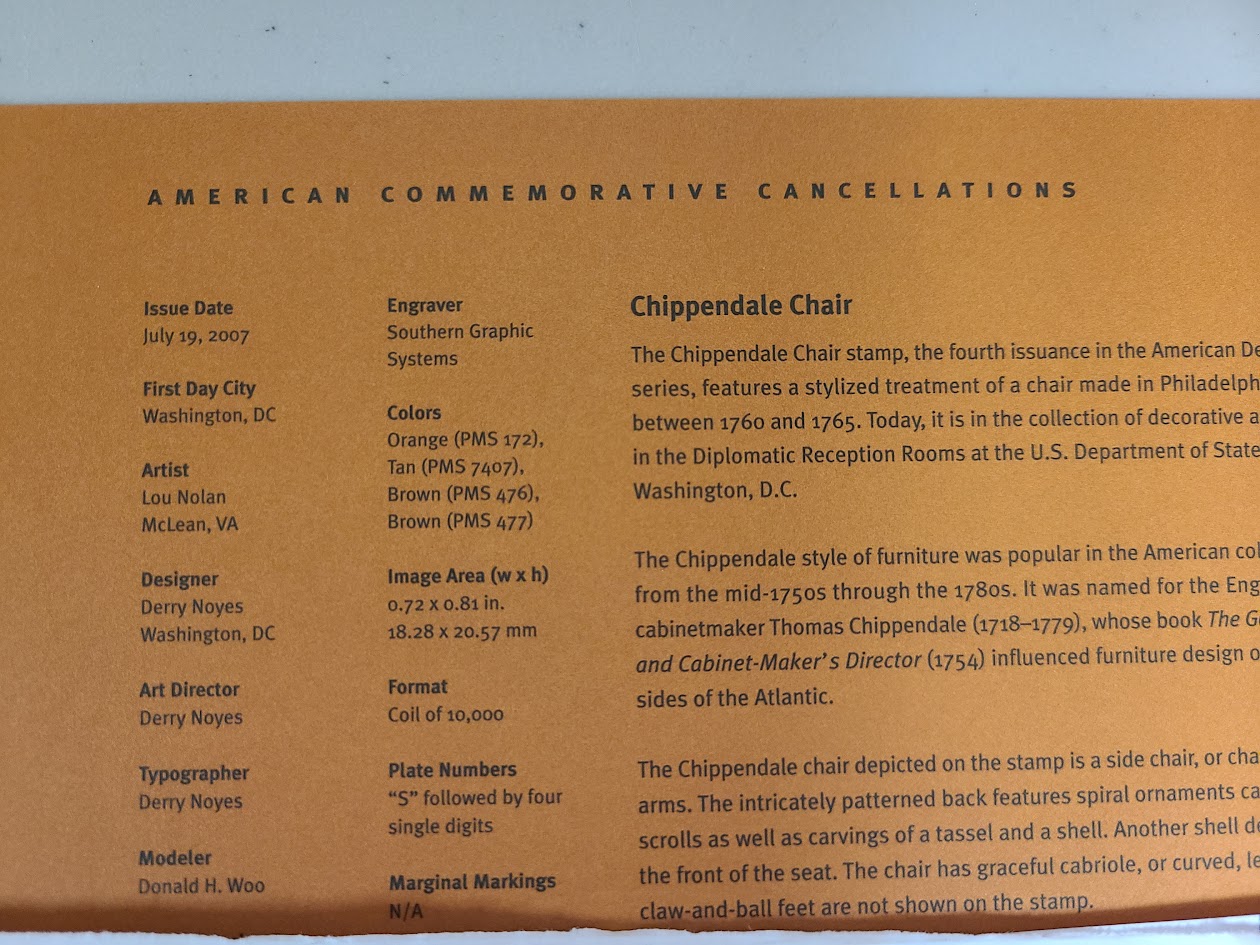 AMERICAN COMMEMORATIVE CANCELLATIONS
Issue Date
July 19, 2007
First Day City
Washington, DC
Artist
Lou Nolan
McLean, VA
Designer
Derry Noyes
Washington, DC
Art Director
Derry Noyes
Typographer
Derry Noyes
Modeler
Donald H. Woo
Engraver
Southern Graphic
Systems
Colors
Orange (PMS 172),
Tan (PMS 7407),
Brown (PMS 476),
Brown (PMS 477)
Image Area (w x h)
0.72 x 0.81 in.
18.28 x 20.57 mm
Format
Coil of 10,000
Plate Numbers
“S” followed by four
single digits
Marginal Markings
N/A
Chippendale Chair
The Chippendale Chair stamp, the fourth issuance in the American
series, features a stylized treatment of a chair made in
between 1760 and 1765. Today, it is in the collection of decorative
in the Diplomatic Reception Rooms at the U.S. Department of State
Washington, D.C.
The Chippendale style of furniture was popular in the American
from the mid-1750s through the 1780s. It was named for the
cabinetmaker Thomas Chippendale (1718–1779), whose book The
and Cabinet-Maker’s Director (1754) influenced furniture design
sides of the Atlantic.
The Chippendale chair depicted on the stamp is a side chair, or
arms. The intricately patterned back features spiral ornaments
scrolls as well as carvings of a tassel and a shell. Another shell
the front of the seat. The chair has graceful cabriole, or curved,
claw-and-ball feet are not shown on the stamp.